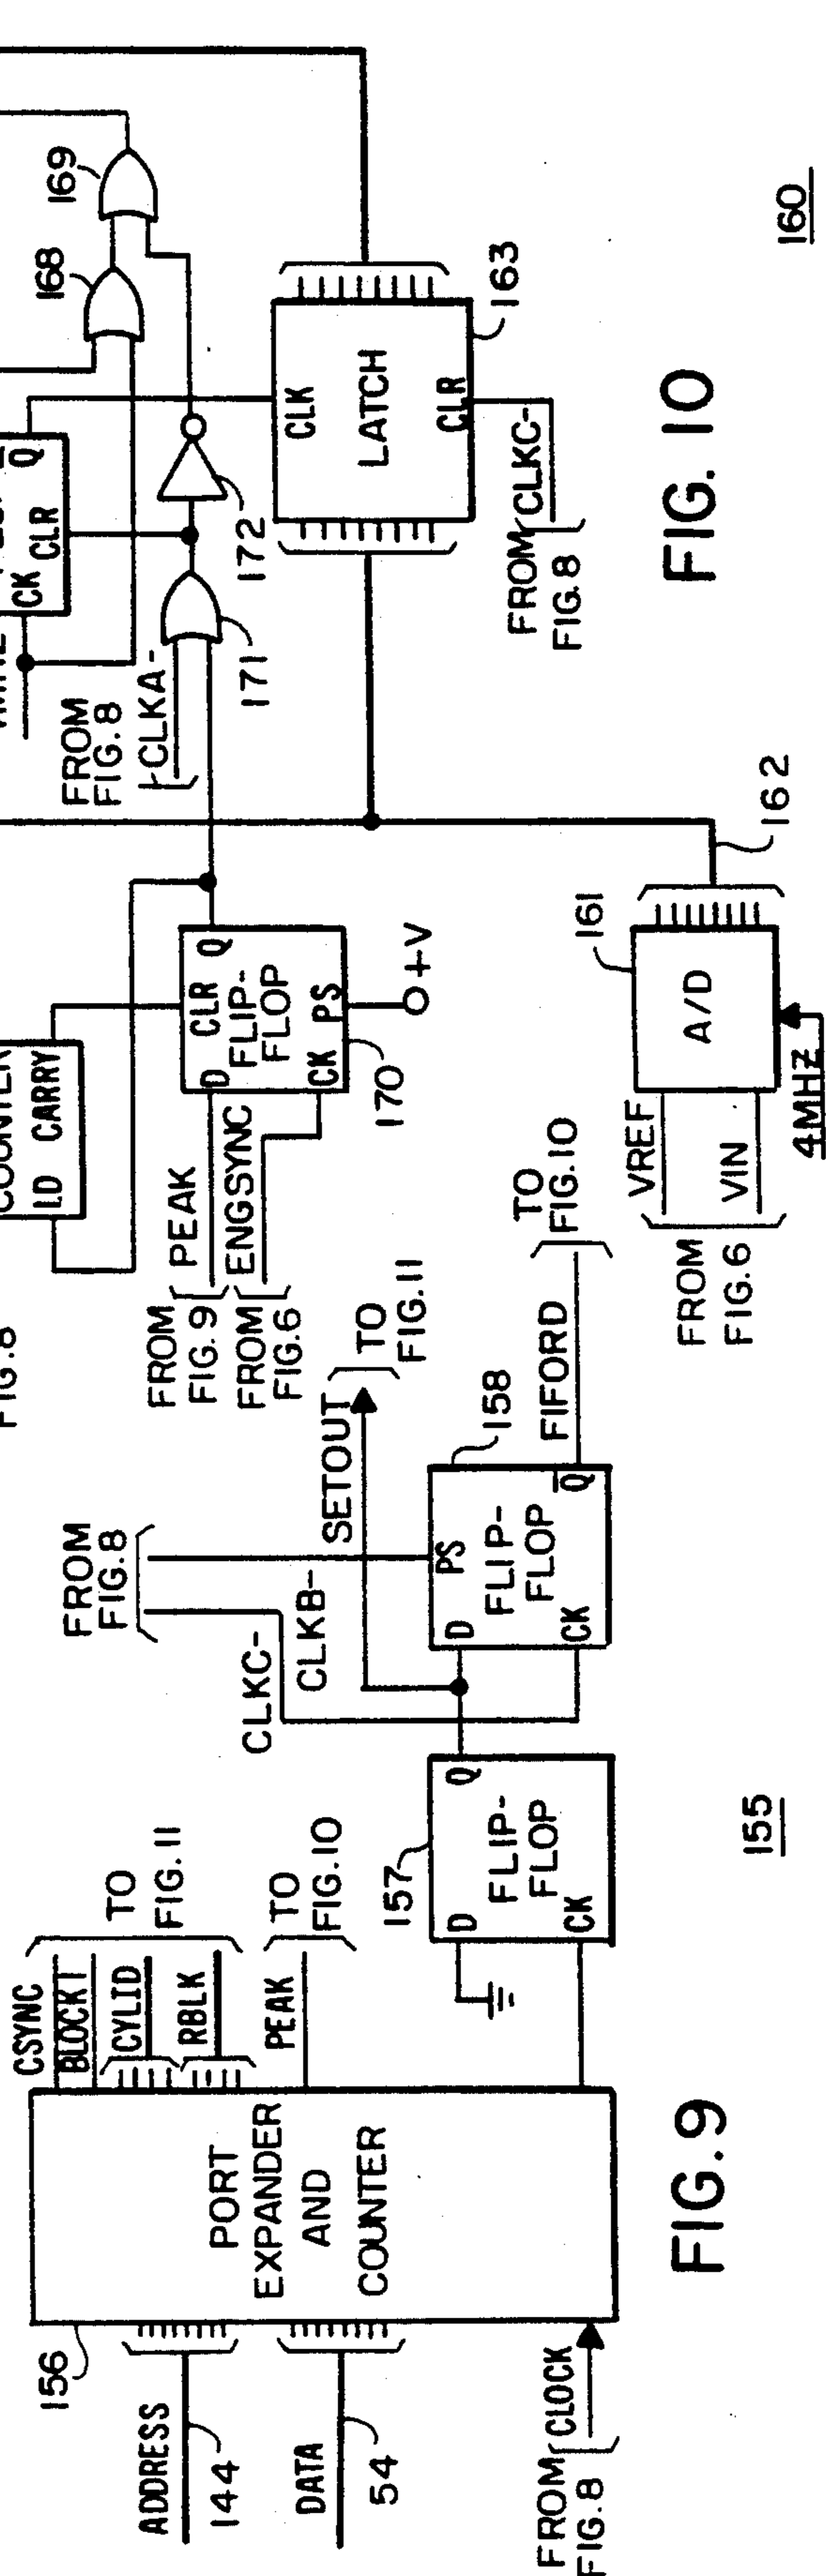 160
FIG. 10
169
168
Q
CLR
CK
172
171
FROM
FIG. 8
CLKA-
CLK
LATCH
CLR
163
FROM
FIG. 8
CLKC-
162
161
A/D
4MHZ
VREF
VIN
FROM
FIG. 6
LD CARRY
CLR
Q
FLIP-
FLOP
D
CK
PS
+V
170
PEAK
ENGSYNC
FROM
FIG. 9
FROM
FIG. 6
FIG. 8
155
FIG. 9
FROM
FIG. 8
CLKC-
CLKB-
SETOUT
TO
FIG. 11
158
PS
D
FLIP-
FLOP
CK
Q
FIFORD
TO
FIG. 10
157
Q
FLIP-
FLOP
D
CK
CSYNC
BLOCKT
CYLID
RBLK
TO
FIG. 11
PEAK
TO
FIG. 10
PORT
EXPANDER
AND
COUNTER
156
ADDRESS
144
DATA
54
FROM
FIG. 8
CLOCK